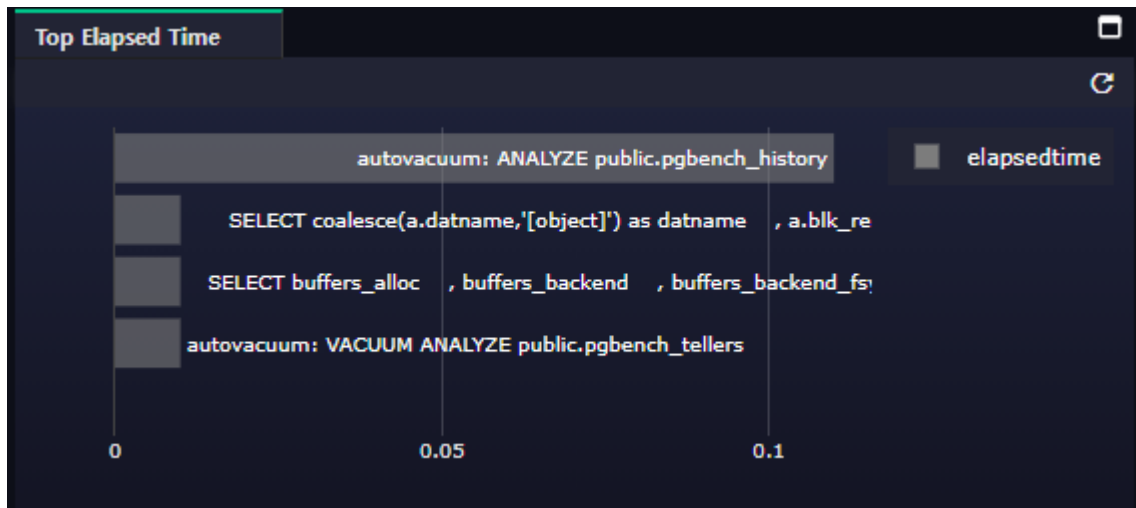 Top Elapsed Time
autovacuum: ANALYZE public.pgbench_history
elapsedtime
SELECT coalesce(a.datname,'[object]') as datname , a.blk_re
SELECT buffers_alloc , buffers_backend , buffers_backend_fsy
autovacuum: VACUUM ANALYZE public.pgbench_tellers
0 0.05 0.1